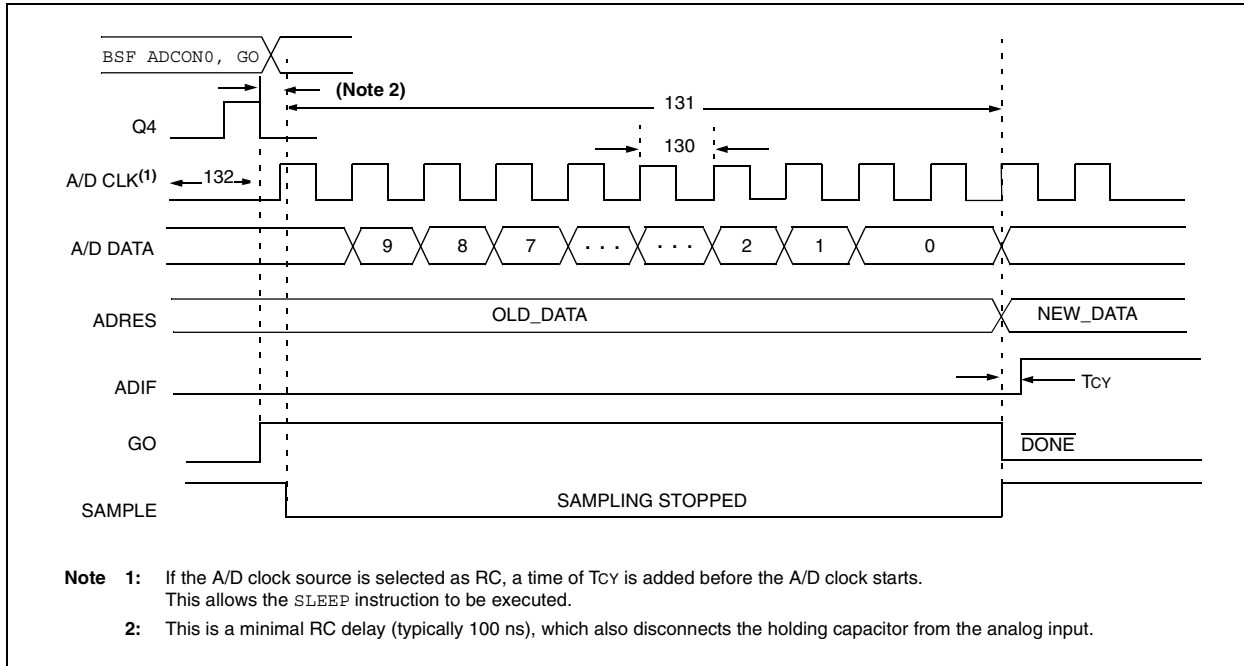 BSF ADCON0, GO
(Note 2)
131
Q4
130
A/D CLK(1)
132
A/D DATA
9 8 7 . . . . . . 2 1 0
ADRES
OLD_DATA
NEW_DATA
ADIF
TCY
GO
DONE
SAMPLE
SAMPLING STOPPED
Note 1: If the A/D clock source is selected as RC, a time of TCY is added before the A/D clock starts.
This allows the SLEEP instruction to be executed.
2: This is a minimal RC delay (typically 100 ns), which also disconnects the holding capacitor from the analog input.